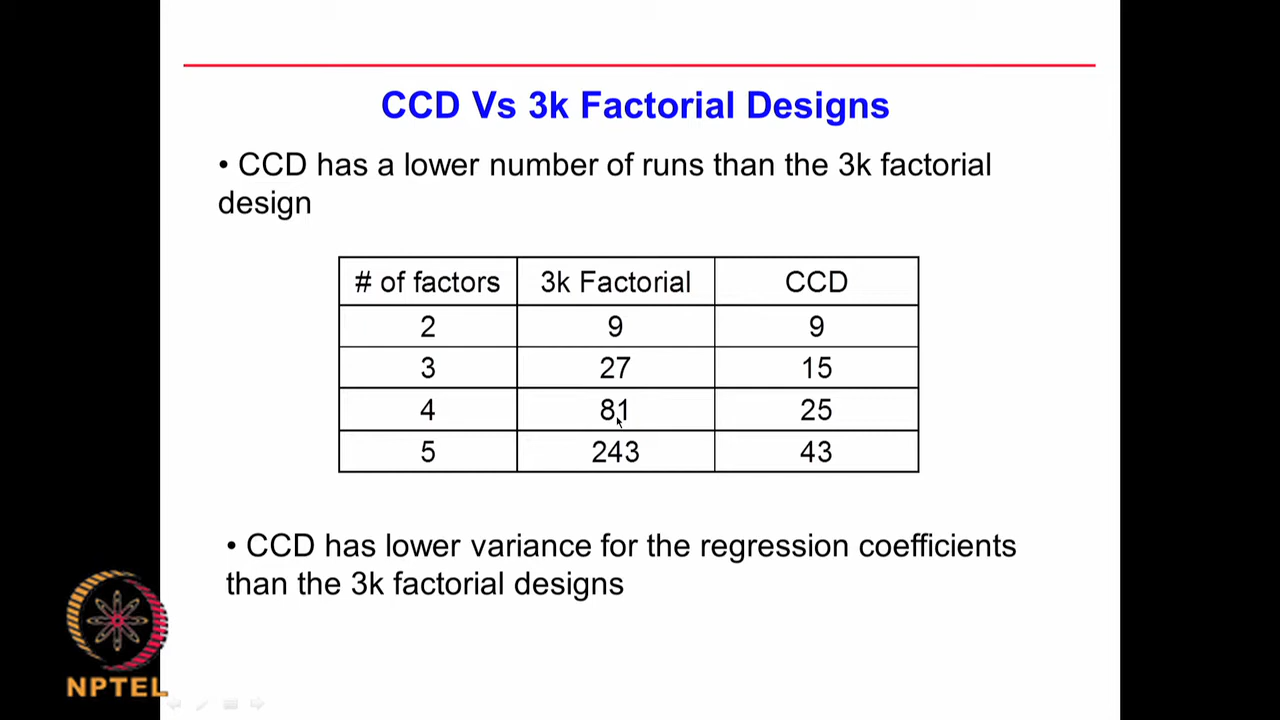 CCD Vs 3k Factorial Designs
• CCD has a lower number of runs than the 3k factorial
design
# of factors 3k Factorial CCD
2 9 9
3 27 15
4 81 25
5 243 43
• CCD has lower variance for the regression coefficients
than the 3k factorial designs
NPTEL